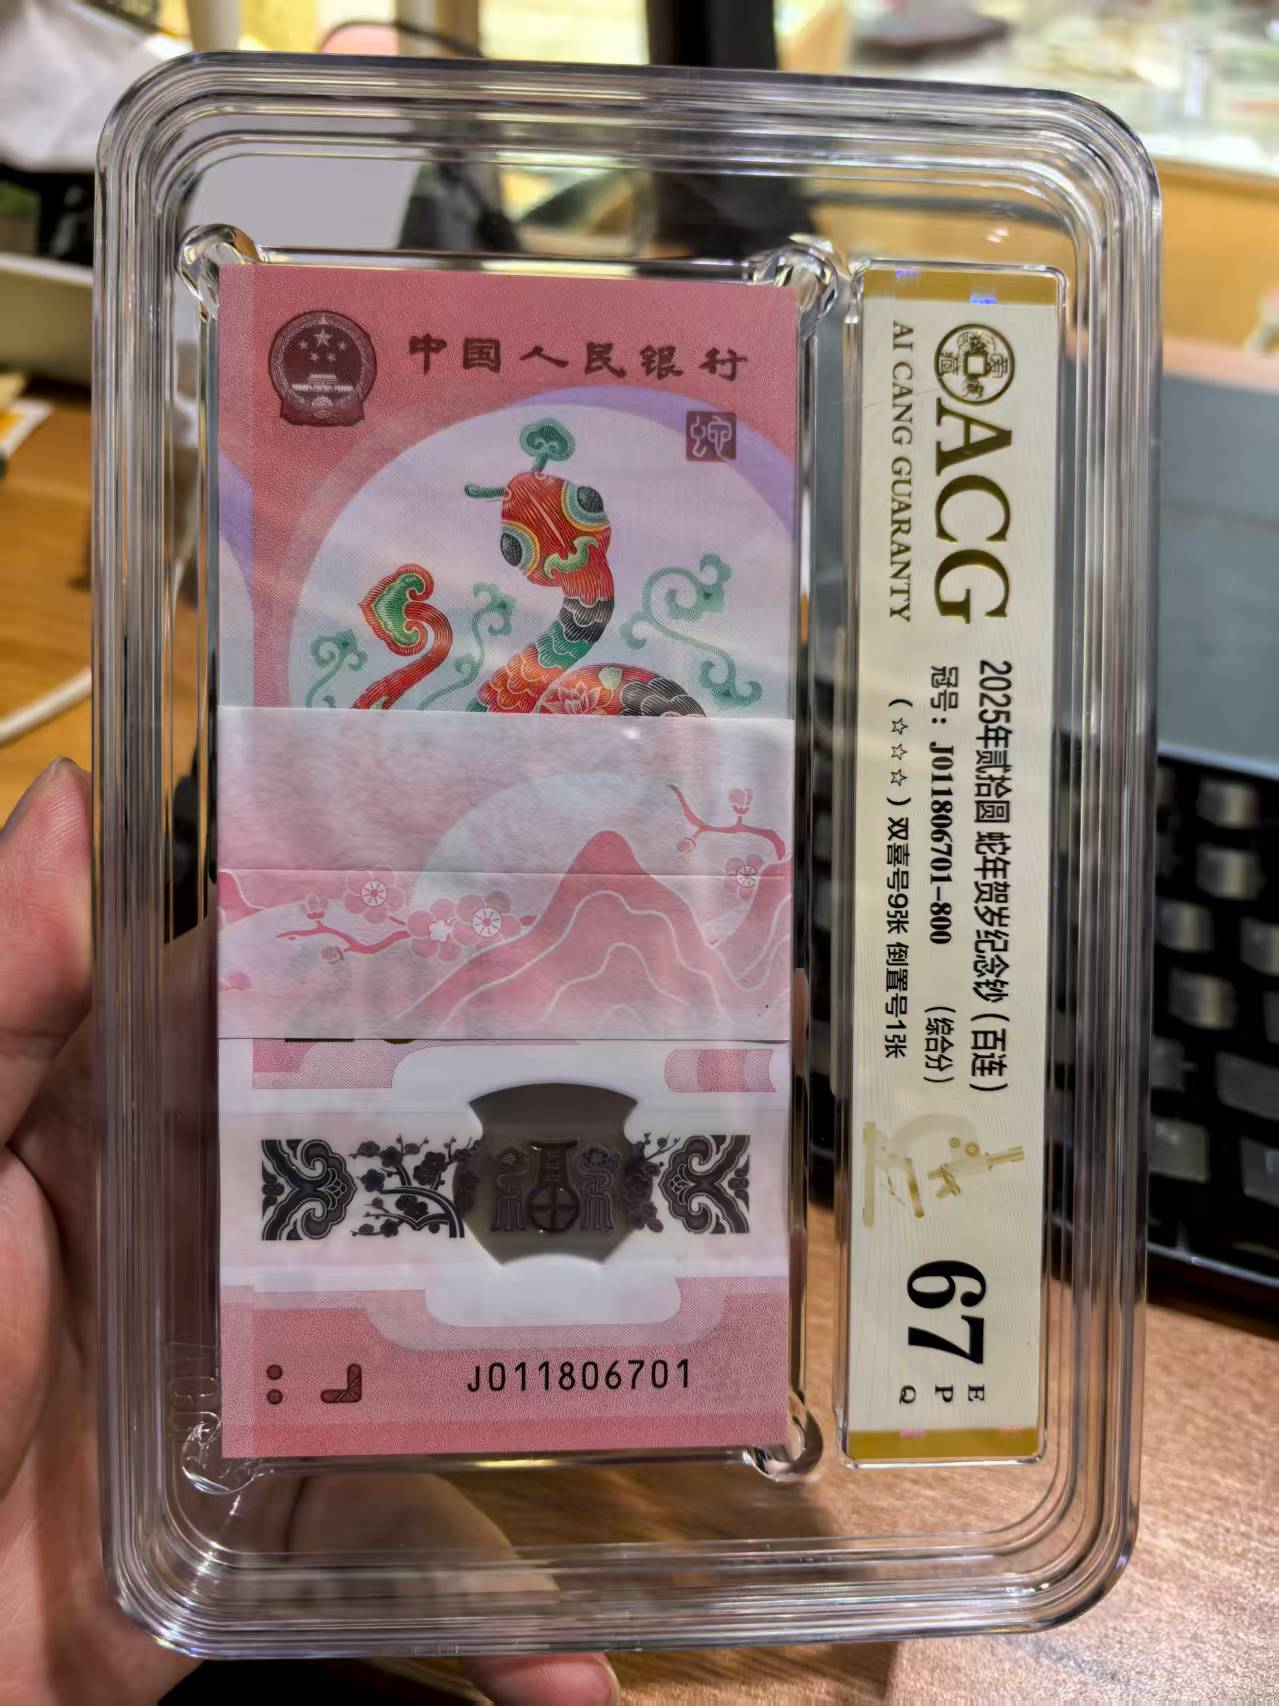 中国人民银行
J011806701
ACG
AI CANG GUARANTY
2025年贰拾圆 蛇年贺岁纪念钞（百连）
冠号：J011806701-800 （综合分）
（☆☆☆）双喜号9张 倒置号1张
67
E
P
Q